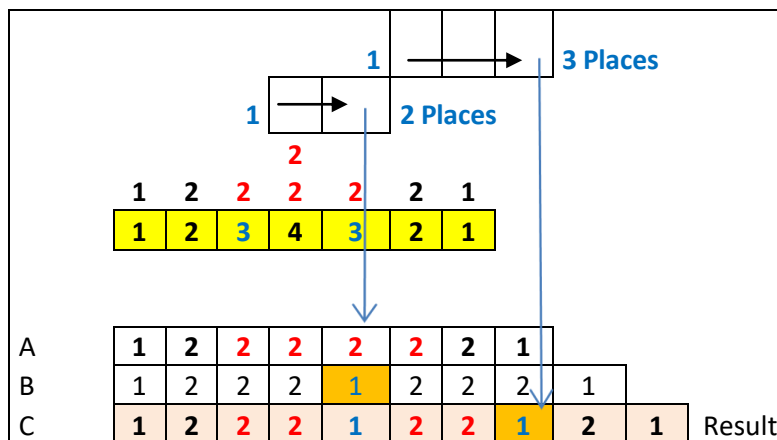 1 3 Places
1 2 Places
2
1 2 2 2 2 2 1
1 2 3 4 3 2 1
A 1 2 2 2 2 2 2 1
B 1 2 2 2 1 2 2 2 1
C 1 2 2 2 1 2 2 1 2 1 Result